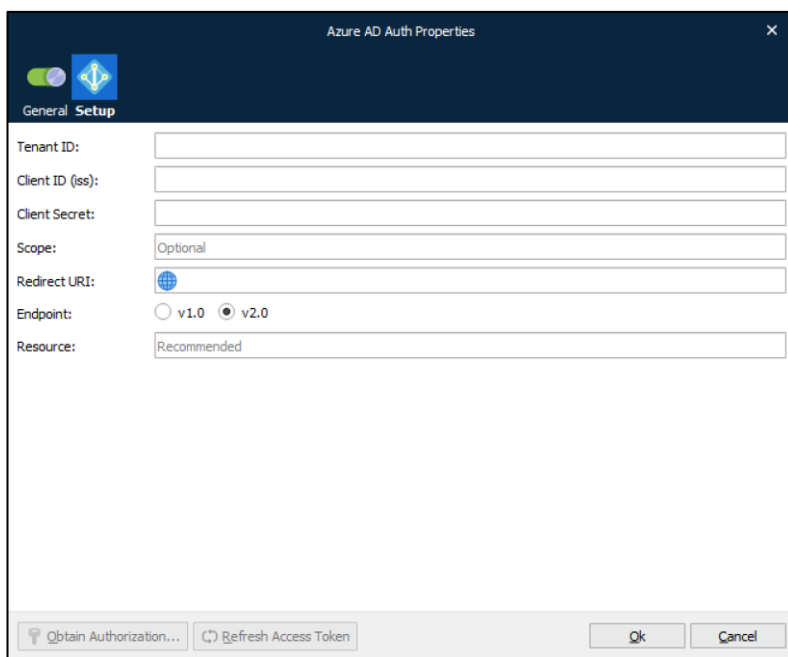 Azure AD Auth Properties
General Setup
Tenant ID:
Client ID (iss):
Client Secret:
Scope: Optional
Redirect URI:
Endpoint: v1.0 v2.0
Resource: Recommended
Obtain Authorization... Refresh Access Token Ok Cancel